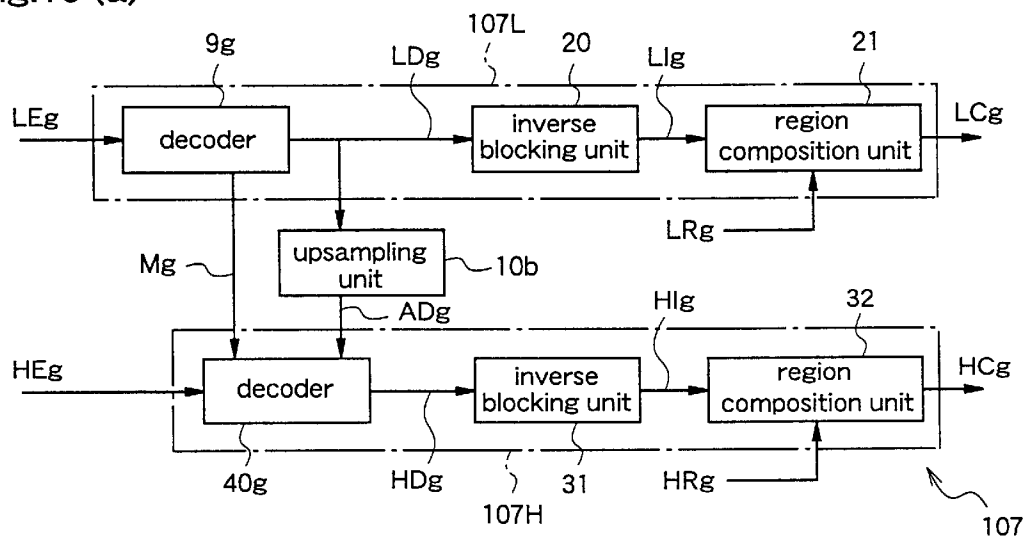 (a)
107L
9g
LDg
20
LIg
21
LEg
decoder
inverse
blocking unit
region
composition unit
LCg
LRg
Mg
upsampling
unit
10b
ADg
HIg
32
HEg
decoder
inverse
blocking unit
region
composition unit
HCg
40g
HDg
107H
31
HRg
107